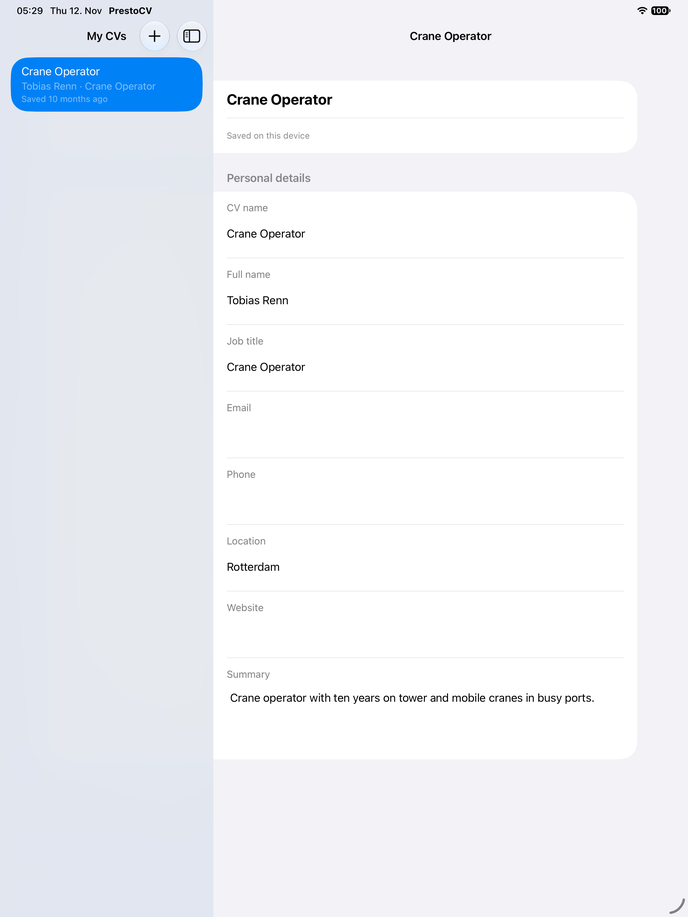 05:29 Thu 12. Nov PrestoCV
100
My CVs
Crane Operator
Tobias Renn · Crane Operator
Saved 10 months ago
Crane Operator
Crane Operator
Saved on this device
Personal details
CV name
Crane Operator
Full name
Tobias Renn
Job title
Crane Operator
Email
Phone
Location
Rotterdam
Website
Summary
Crane operator with ten years on tower and mobile cranes in busy ports.